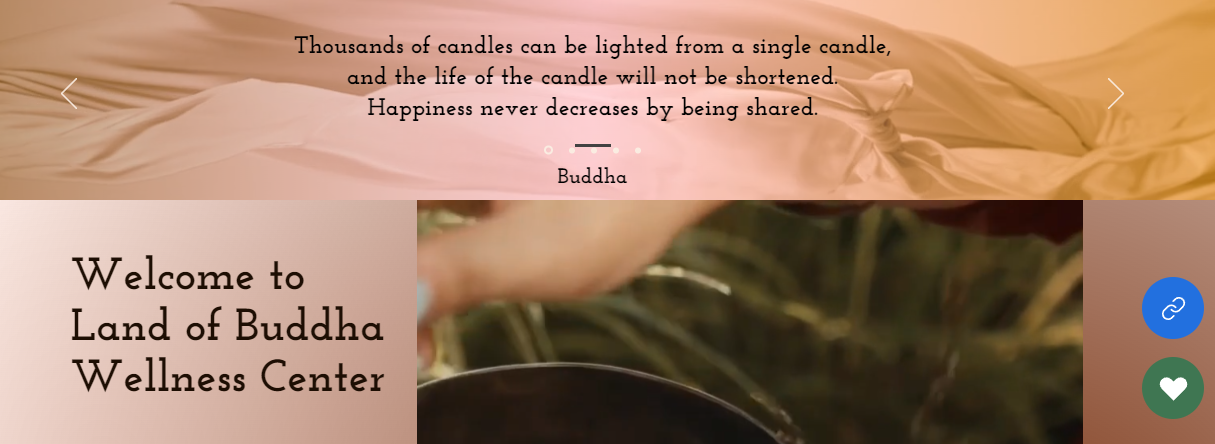 Thousands of candles can be lighted from a single candle,
and the life of the candle will not be shortened.
Happiness never decreases by being shared.
Buddha
Welcome to
Land of Buddha
Wellness Center